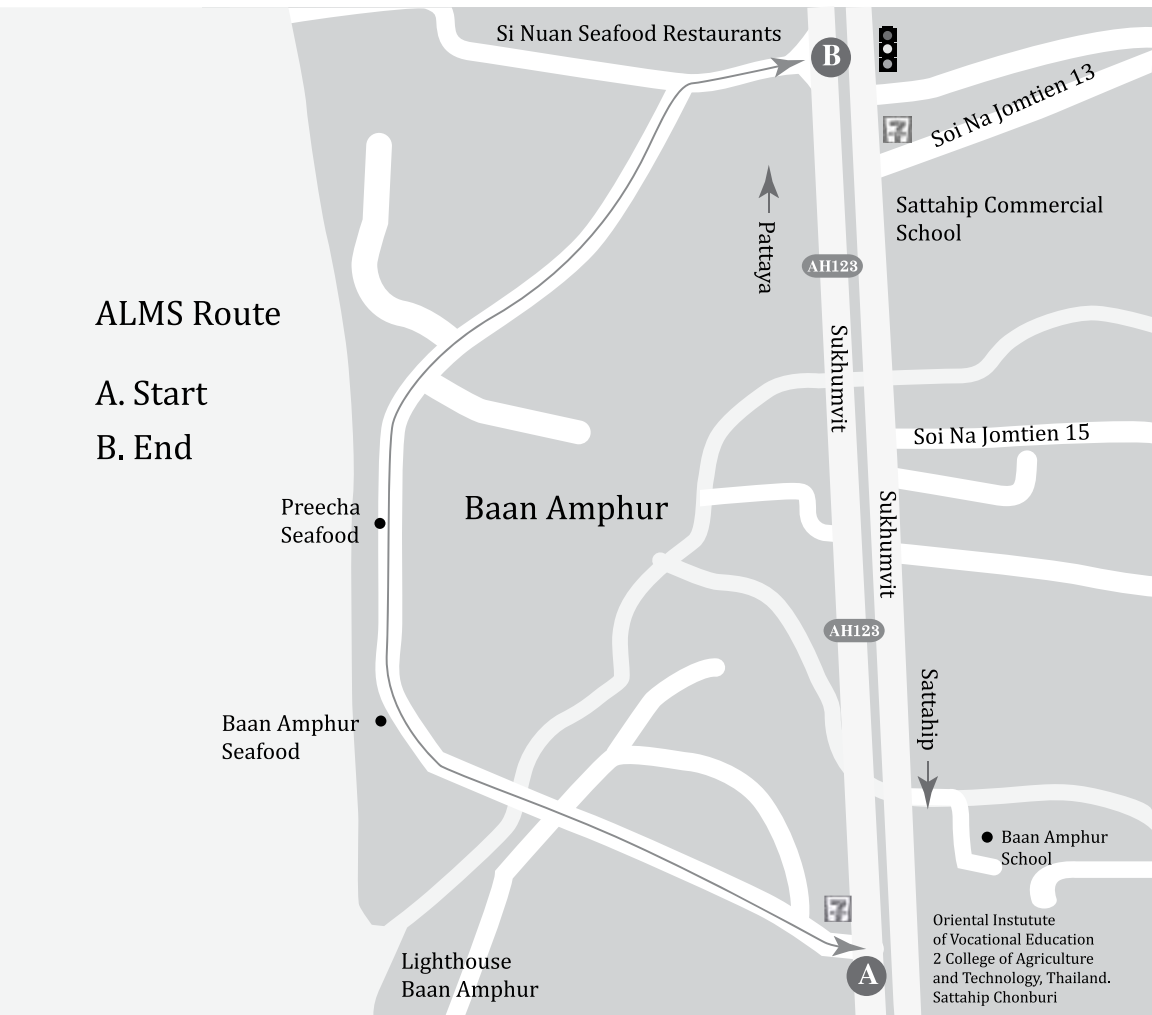 Si Nuan Seafood Restaurants
B
Soi Na Jomtien 13
7
Sattahip Commercial
School
Pattaya
AH123
ALMS Route
A. Start
B. End
Sukhumvit
Soi Na Jomtien 15
Preecha
Seafood
Baan Amphur
Sukhumvit
AH123
Sattahip
Baan Amphur
Seafood
Baan Amphur
School
7
Oriental Instutute
of Vocational Education
2 College of Agriculture
and Technology, Thailand.
Sattahip Chonburi
Lighthouse
Baan Amphur
A